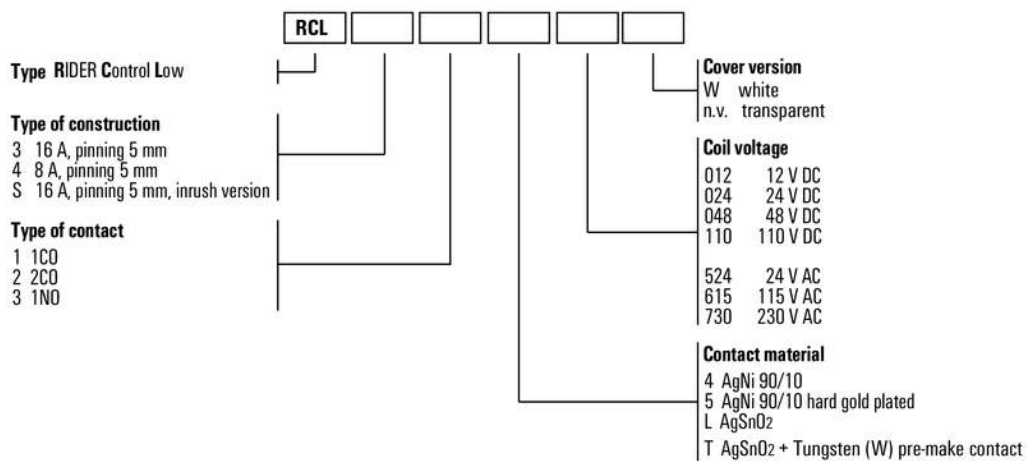 RCL
Type RIDER Control Low
Type of construction
3 16 A, pinning 5 mm
4 8 A, pinning 5 mm
S 16 A, pinning 5 mm, inrush version
Type of contact
1 1CO
2 2CO
3 1NO
Cover version
W white
n.v. transparent
Coil voltage
012 12 V DC
024 24 V DC
048 48 V DC
110 110 V DC
524 24 V AC
615 115 V AC
730 230 V AC
Contact material
4 AgNi 90/10
5 AgNi 90/10 hard gold plated
L AgSnO2
T AgSnO2 + Tungsten (W) pre-make contact